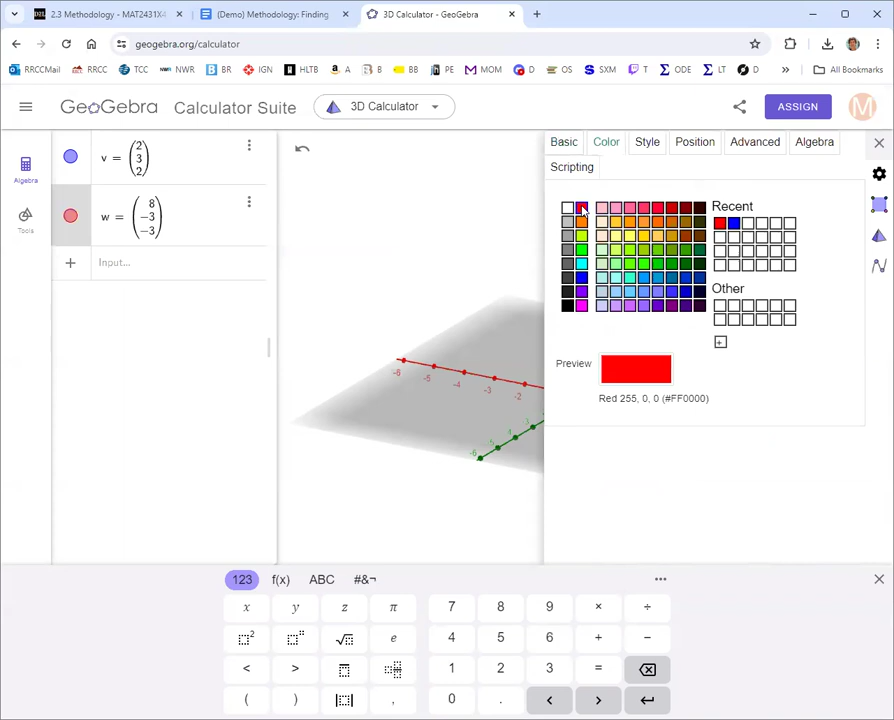 2.3 Methodology - MAT2431X4
(Demo) Methodology: Finding
3D Calculator - GeoGebra
geogebra.org/calculator
RRCCMail
RRCC
TCC
NWR
BR
IGN
HLTB
A
B
BB
PE
MOM
D
OS
SXM
T
ODE
LT
D
All Bookmarks
GeoGebra
Calculator Suite
3D Calculator
ASSIGN
M
Algebra
Tools
v = (2 3 2)
w = (8 −3 −3)
Input...
Basic
Color
Style
Position
Advanced
Algebra
Scripting
Recent
Other
+
Preview
Red 255, 0, 0 (#FF0000)
-6
-5
-4
-3
-2
3
4
-5
-6
123
f(x)
ABC
#&¬
x
y
z
π
7
8
9
×
÷
e
4
5
6
+
−
<
>
1
2
3
=
(
)
,
0
.